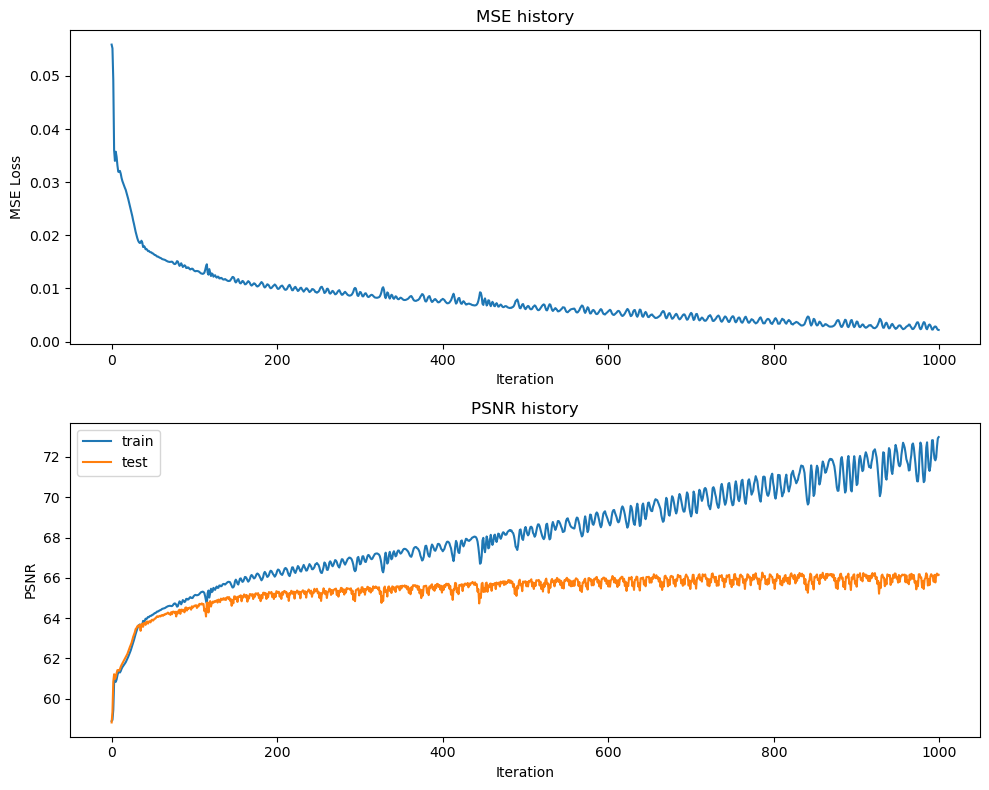 MSE history
0.05
0.04
0.03
0.02
0.01
0.00
MSE Loss
0 200 400 600 800 1000
Iteration
PSNR history
train
test
72
70
68
66
64
62
60
PSNR
0 200 400 600 800 1000
Iteration